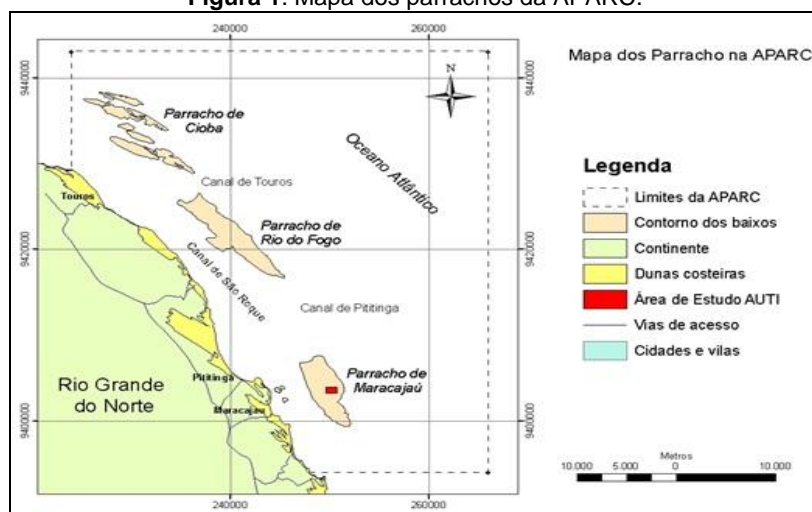 Figura 1. Mapa dos parrachos da APARC.
240000
260000
Mapa dos Parracho na APARC
9440000
9440000
N
Parracho de
Cioba
Oceano Atlântico
Canal de Touros
Touros
Parracho de
Rio do Fogo
9420000
9420000
Canal de São Roque
Canal de Pititinga
Pititinga
Parracho de
Maracajaú
Rio Grande
do Norte
Maracajau
9400000
9400000
240000
260000
Legenda
Limites da APARC
Contorno dos baixos
Continente
Dunas costeiras
Área de Estudo AUTI
Vias de acesso
Cidades e vilas
Metros
10.000
5.000
0
10.000